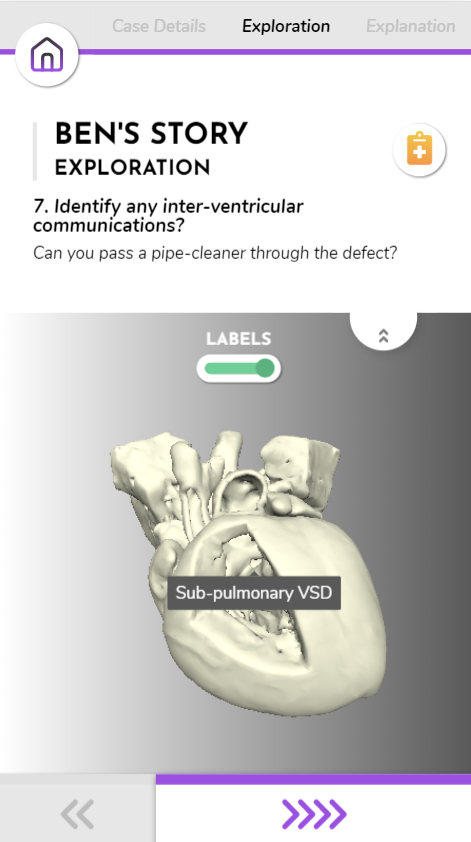 Case Details Exploration Explanation
BEN'S STORY
EXPLORATION
7. Identify any inter-ventricular
communications?
Can you pass a pipe-cleaner through the defect?
LABELS
Sub-pulmonary VSD